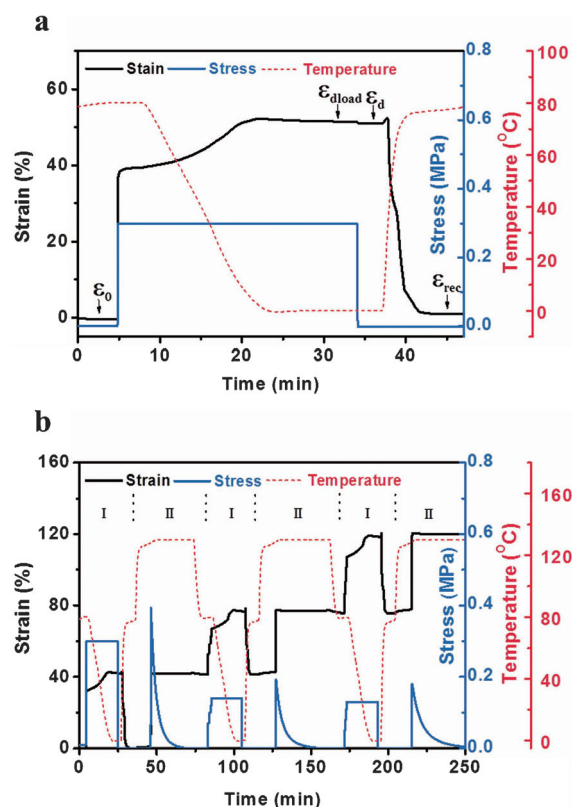 a
Stain Stress Temperature
ε0
εdload
εd
εrec
60
40
20
0
Strain (%)
0 10 20 30 40
Time (min)
0.8
0.6
0.4
0.2
0.0
Stress (MPa)
100
80
60
40
20
0
Temperature (°C)
b
Strain Stress Temperature
I II I II I II
160
120
80
40
0
Strain (%)
0 50 100 150 200 250
Time (min)
0.8
0.6
0.4
0.2
0.0
Stress (MPa)
160
120
80
40
0
Temperature (°C)